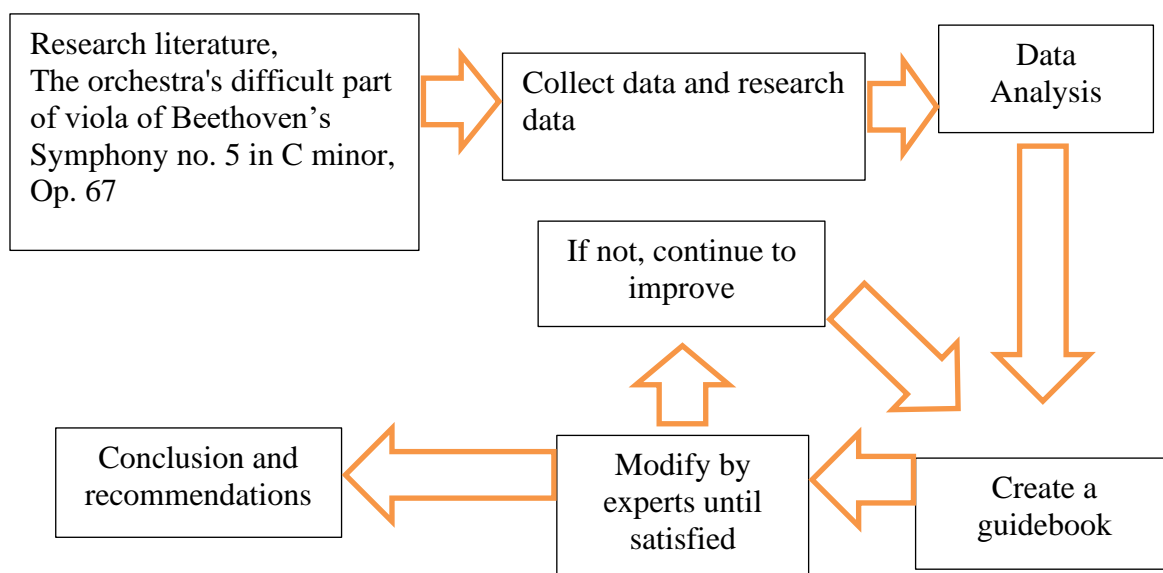 Research literature,
The orchestra's difficult part
of viola of Beethoven’s
Symphony no. 5 in C minor,
Op. 67
Collect data and research
data
Data
Analysis
If not, continue to
improve
Conclusion and
recommendations
Modify by
experts until
satisfied
Create a
guidebook